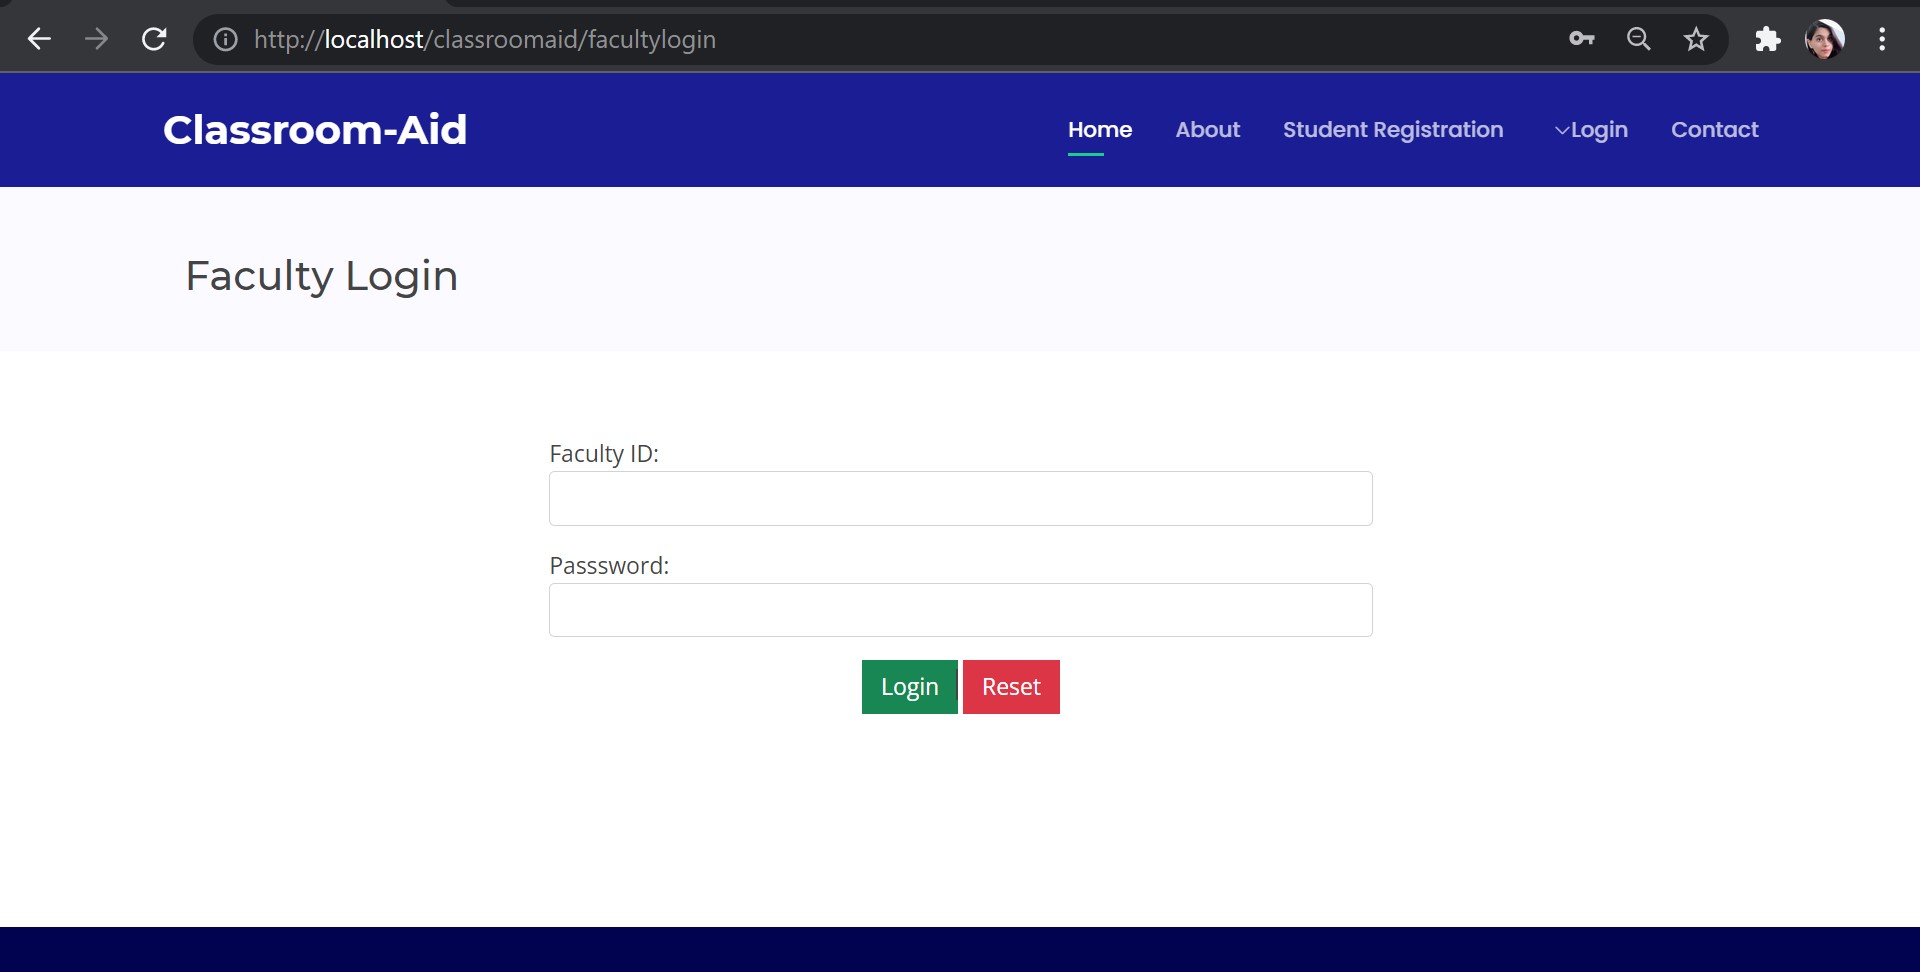 http://localhost/classroomaid/facultylogin
Classroom-Aid
Home About Student Registration Login Contact
Faculty Login
Faculty ID:
Passsword:
Login Reset